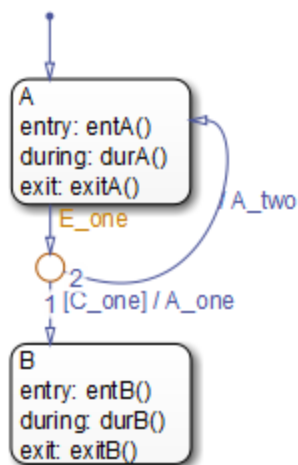 A
entry: entA()
during: durA()
exit: exitA()
/ A_two
E_one
2
1 [C_one] / A_one
B
entry: entB()
during: durB()
exit: exitB()